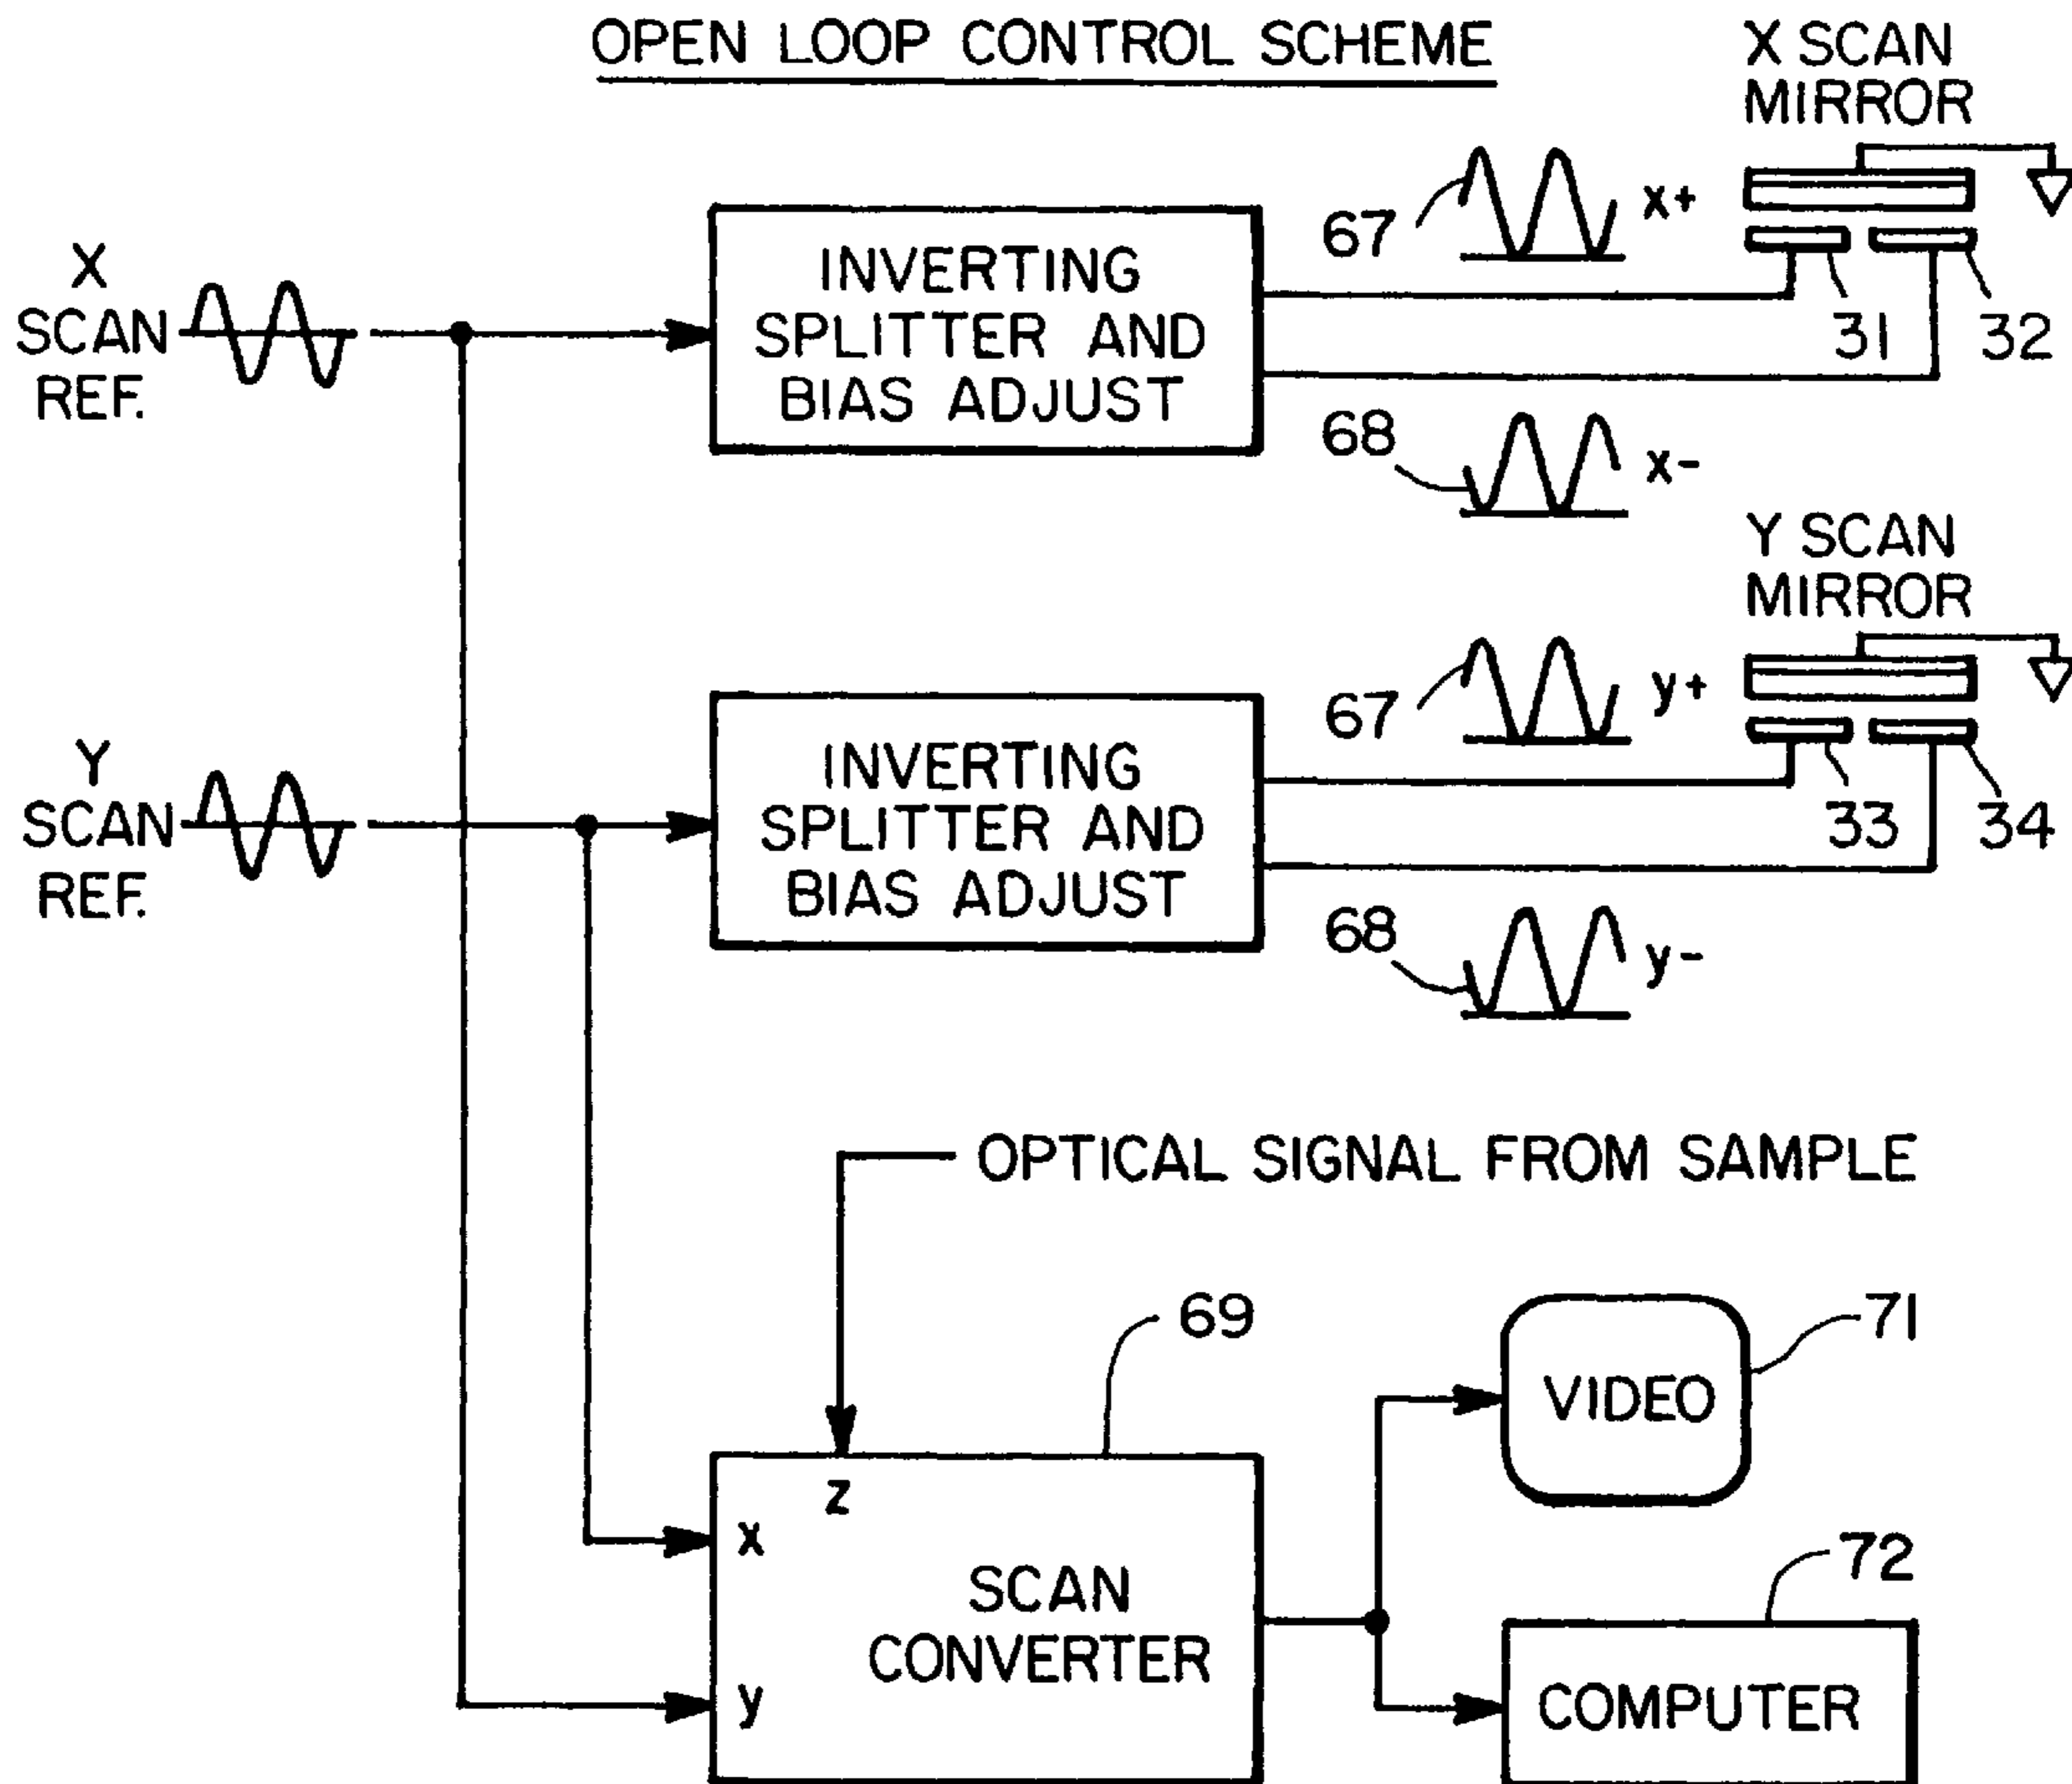 OPEN LOOP CONTROL SCHEME
X SCAN
MIRROR
X
SCAN
REF.
INVERTING
SPLITTER AND
BIAS ADJUST
67
x+
31
32
68
x-
Y SCAN
MIRROR
Y
SCAN
REF.
INVERTING
SPLITTER AND
BIAS ADJUST
67
y+
33
34
68
y-
OPTICAL SIGNAL FROM SAMPLE
69
71
VIDEO
z
x
SCAN
CONVERTER
y
72
COMPUTER